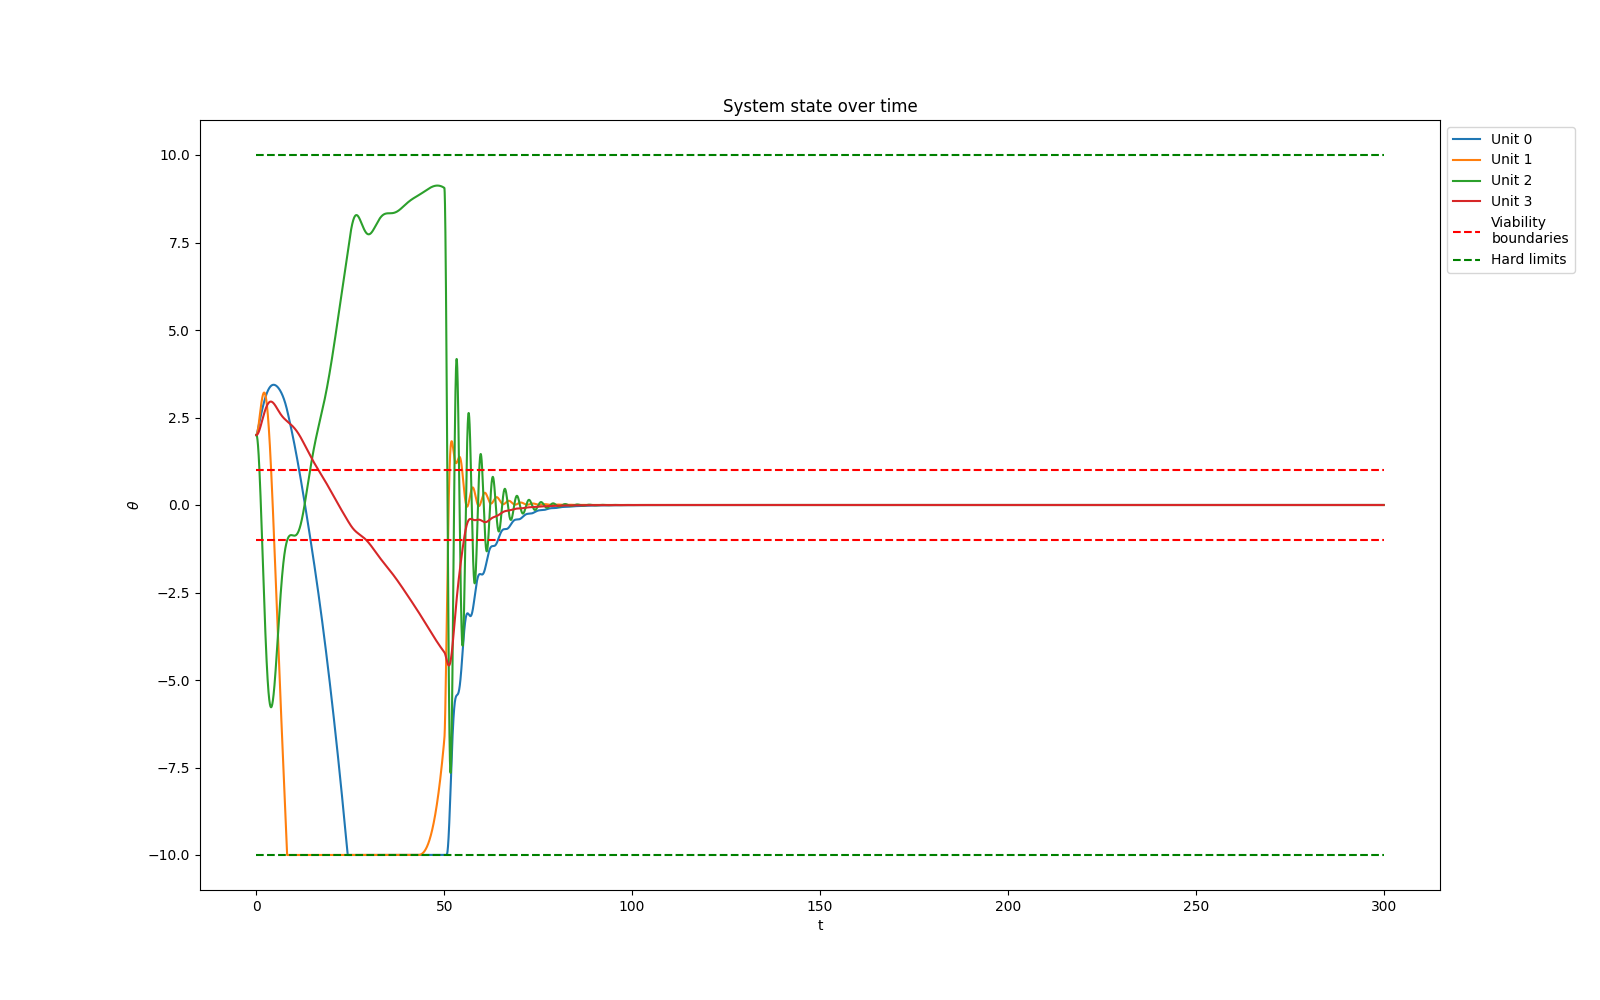 System state over time
10.0
7.5
5.0
2.5
0.0
−2.5
−5.0
−7.5
−10.0
θ
0
50
100
150
200
250
300
t
Unit 0
Unit 1
Unit 2
Unit 3
Viability
boundaries
Hard limits